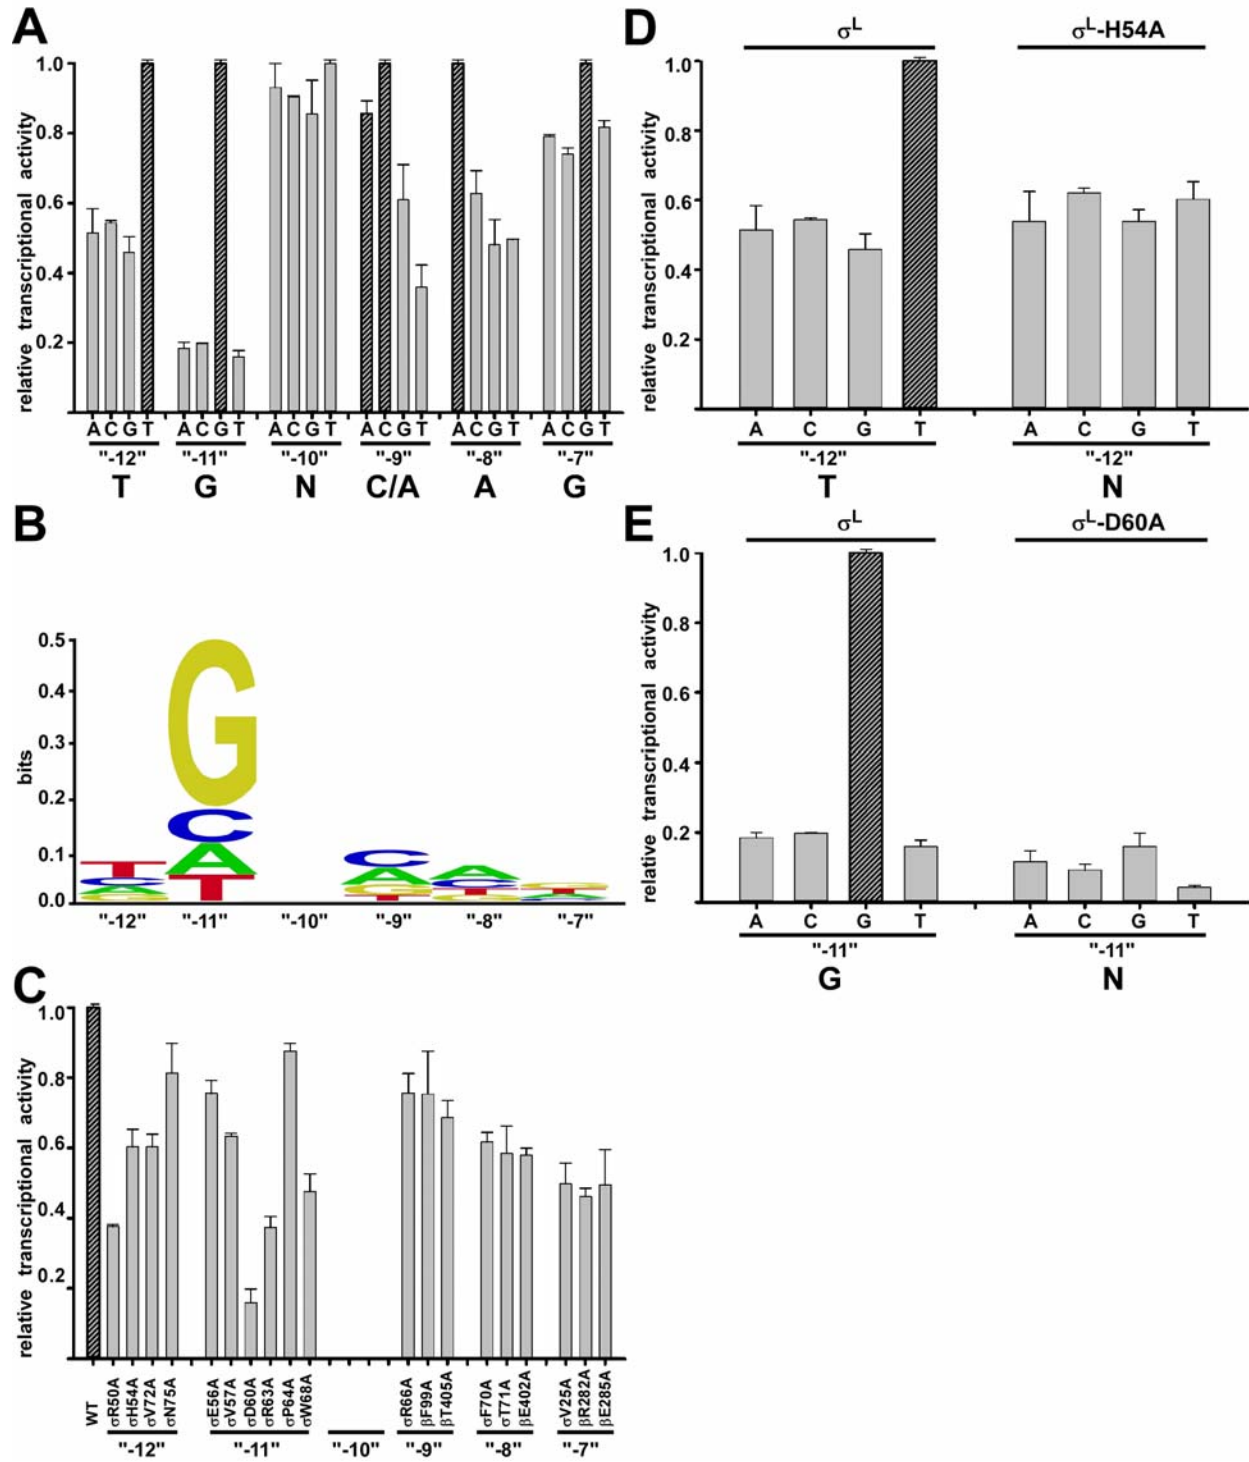 A
relative transcriptional activity
1.0
0.8
0.6
0.4
0.2
A C G T A C G T A C G T A C G T A C G T A C G T
"-12" "-11" "-10" "-9" "-8" "-7"
T G N C/A A G
B
bits
0.5
0.4
0.3
0.2
0.1
0.0
T C A G
G C A T
C A G T
A C T G
G T A C
"-12" "-11" "-10" "-9" "-8" "-7"
C
relative transcriptional activity
1.0
0.8
0.6
0.4
0.2
WT σR50A σH54A σV72A σN75A σE56A σV57A σD60A σR63A σP64A σW68A σR66A βF99A βT405A σF70A σT71A βE402A σV25A βR282A βE285A
"-12" "-11" "-10" "-9" "-8" "-7"
D
σL σL-H54A
relative transcriptional activity
1.0
0.8
0.6
0.4
0.2
A C G T A C G T
"-12" "-12"
T N
E
σL σL-D60A
relative transcriptional activity
1.0
0.8
0.6
0.4
0.2
A C G T A C G T
"-11" "-11"
G N